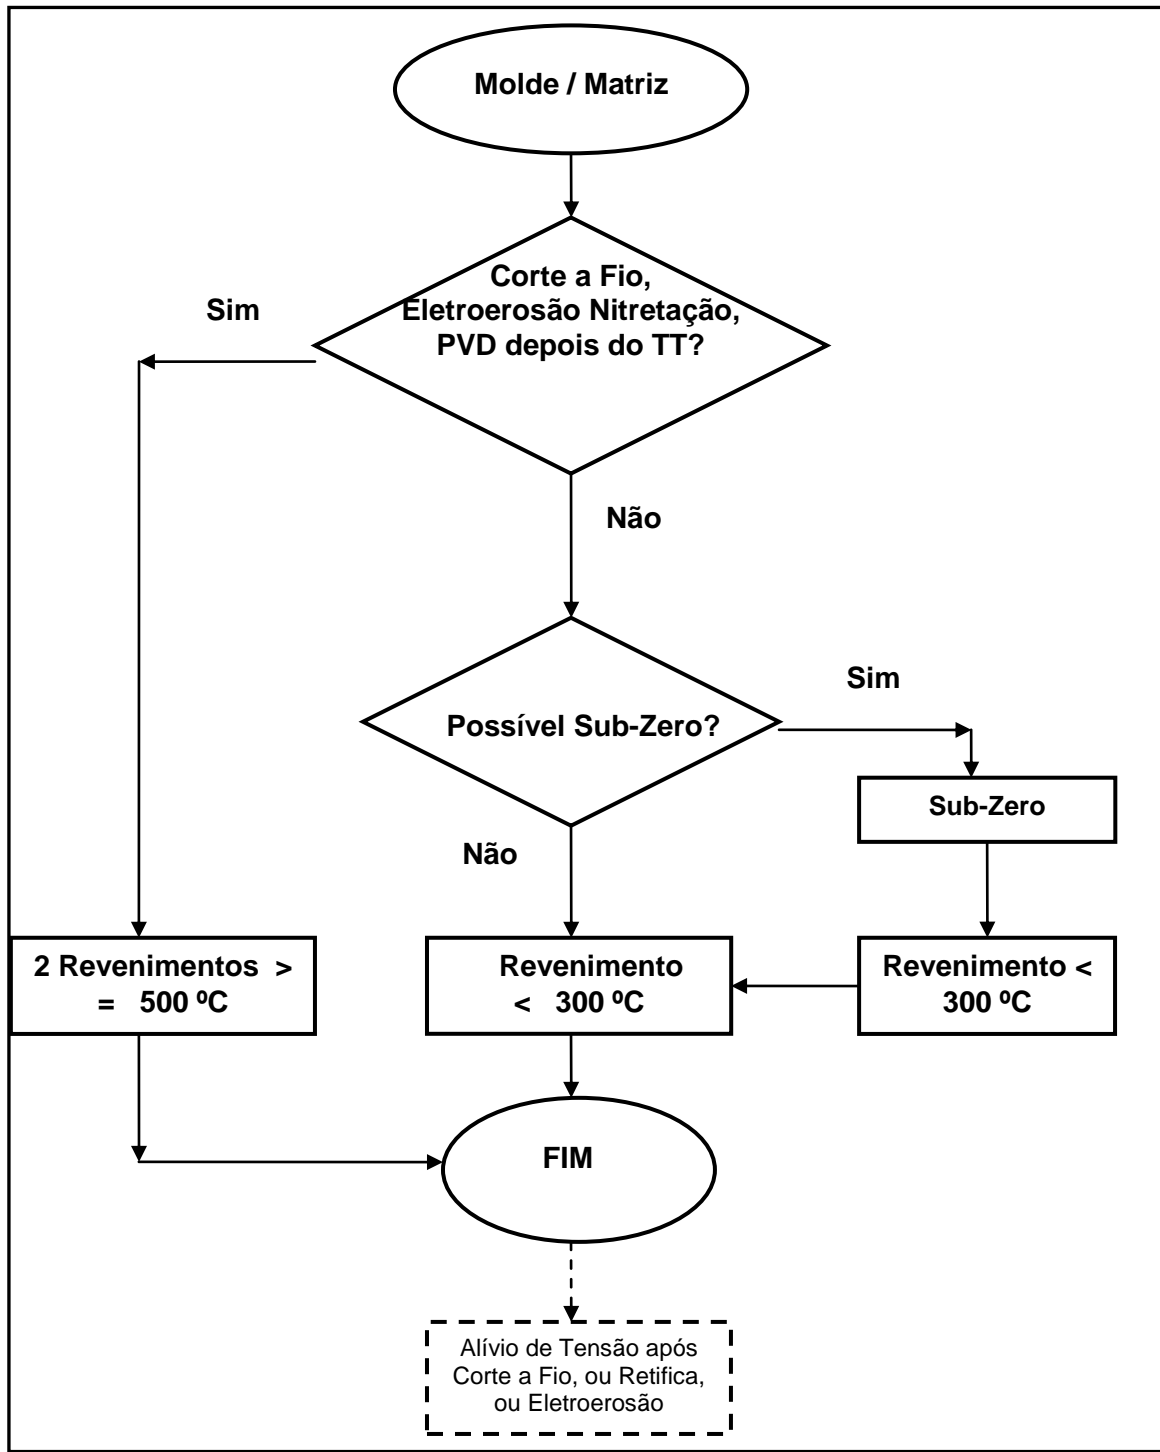 Molde / Matriz
Corte a Fio,
Eletroerosão Nitretação,
PVD depois do TT?
Sim
Não
Possível Sub-Zero?
Sim
Sub-Zero
Não
2 Revenimentos >
= 500 ºC
Revenimento
< 300 ºC
Revenimento <
300 ºC
FIM
Alívio de Tensão após
Corte a Fio, ou Retifica,
ou Eletroerosão